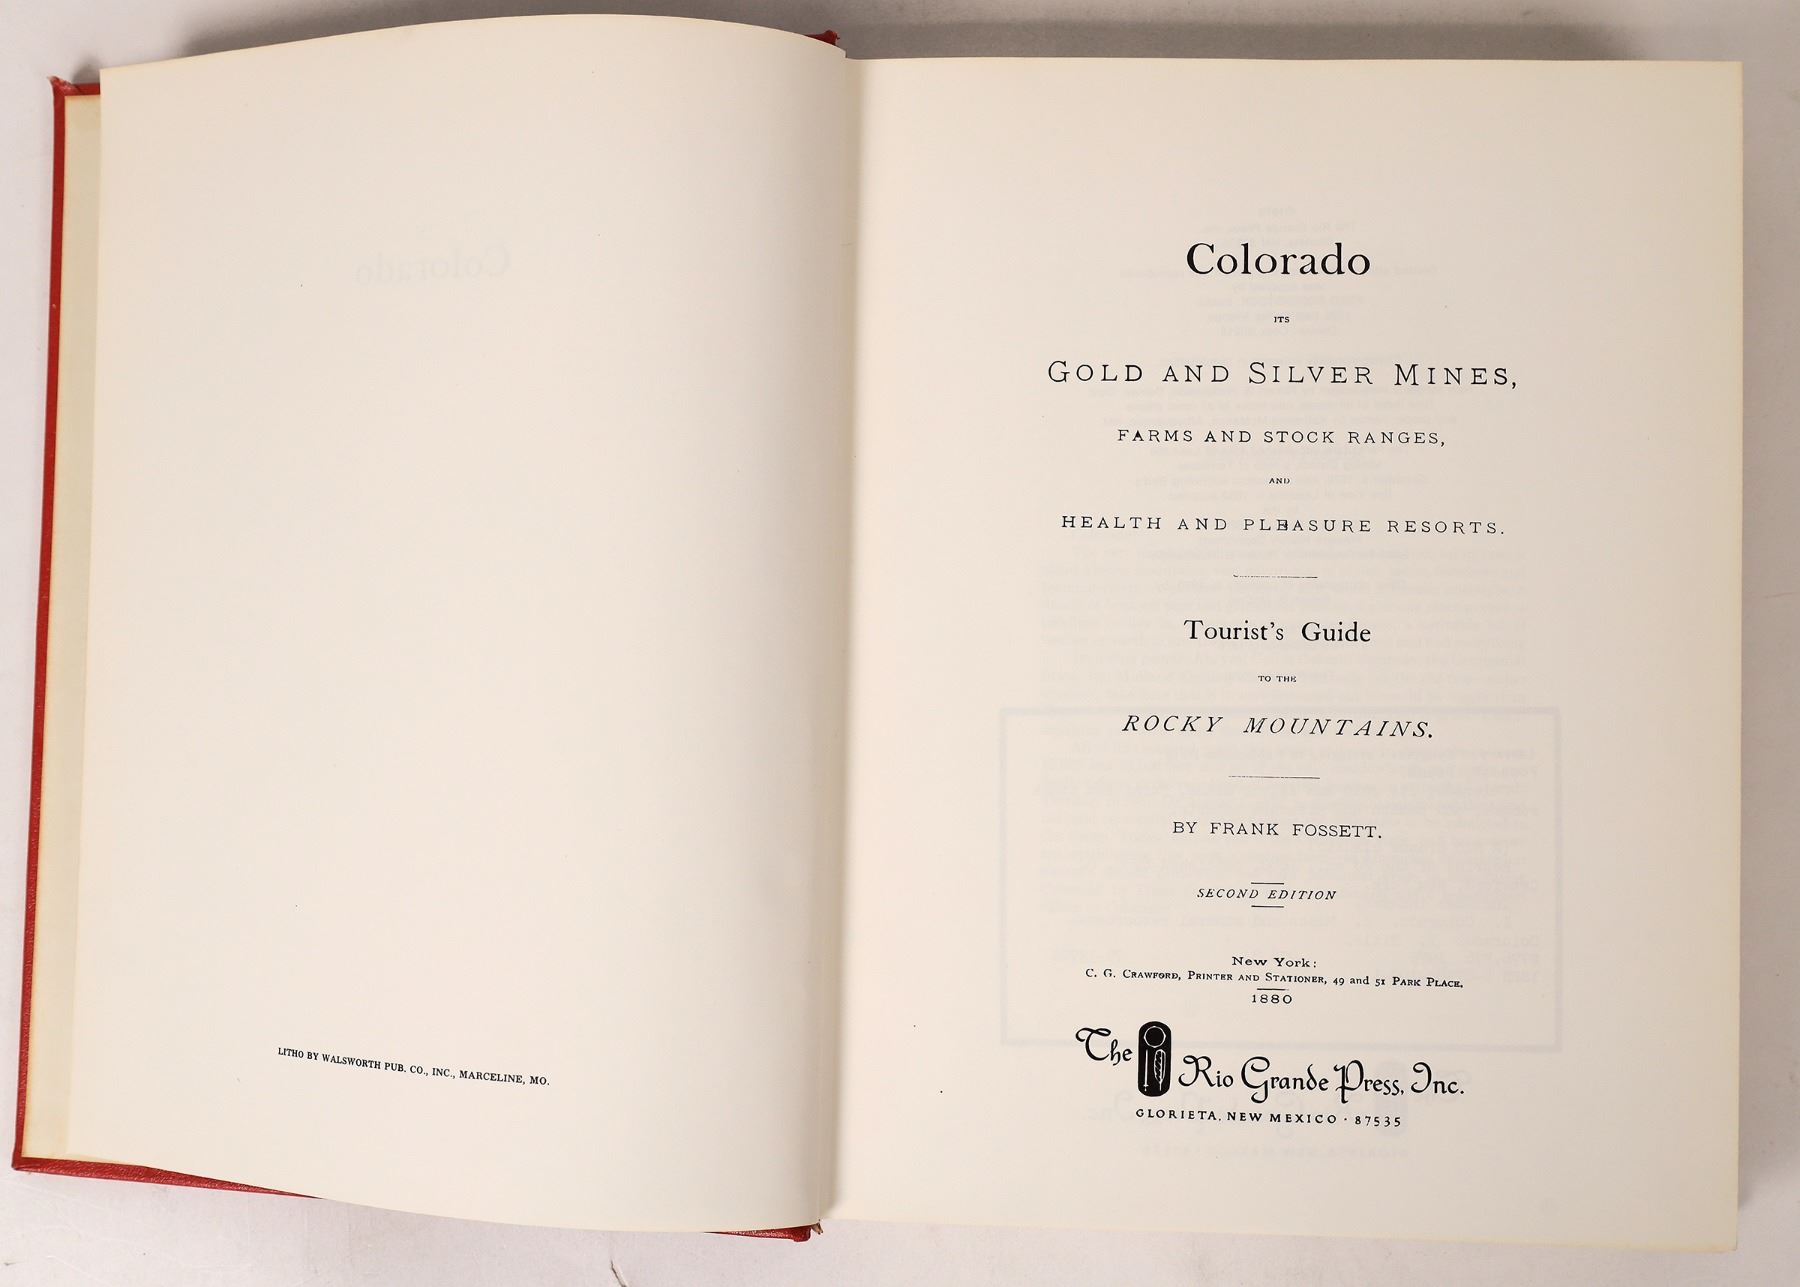 LITHO BY WALSWORTH PUB. CO., INC., MARCELINE, MO.
Colorado
ITS
GOLD AND SILVER MINES,
FARMS AND STOCK RANGES,
AND
HEALTH AND PLEASURE RESORTS.
Tourist's Guide
TO THE
ROCKY MOUNTAINS.
BY FRANK FOSSETT.
SECOND EDITION
New York:
C. G. CRAWFORD, PRINTER AND STATIONER, 49 and 51 PARK PLACE,
1880
The Rio Grande Press, Inc.
GLORIETA, NEW MEXICO · 87535